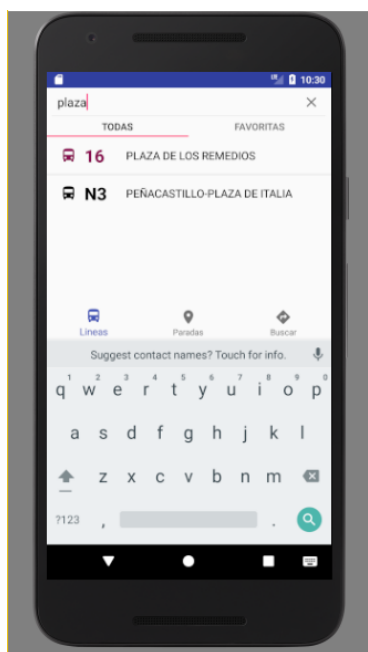 10:30
plaza
TODAS FAVORITAS
16 PLAZA DE LOS REMEDIOS
N3 PEÑACASTILLO-PLAZA DE ITALIA
Lineas Paradas Buscar
Suggest contact names? Touch for info.
1 2 3 4 5 6 7 8 9 0
q w e r t y u i o p
a s d f g h j k l
z x c v b n m
?123 , .